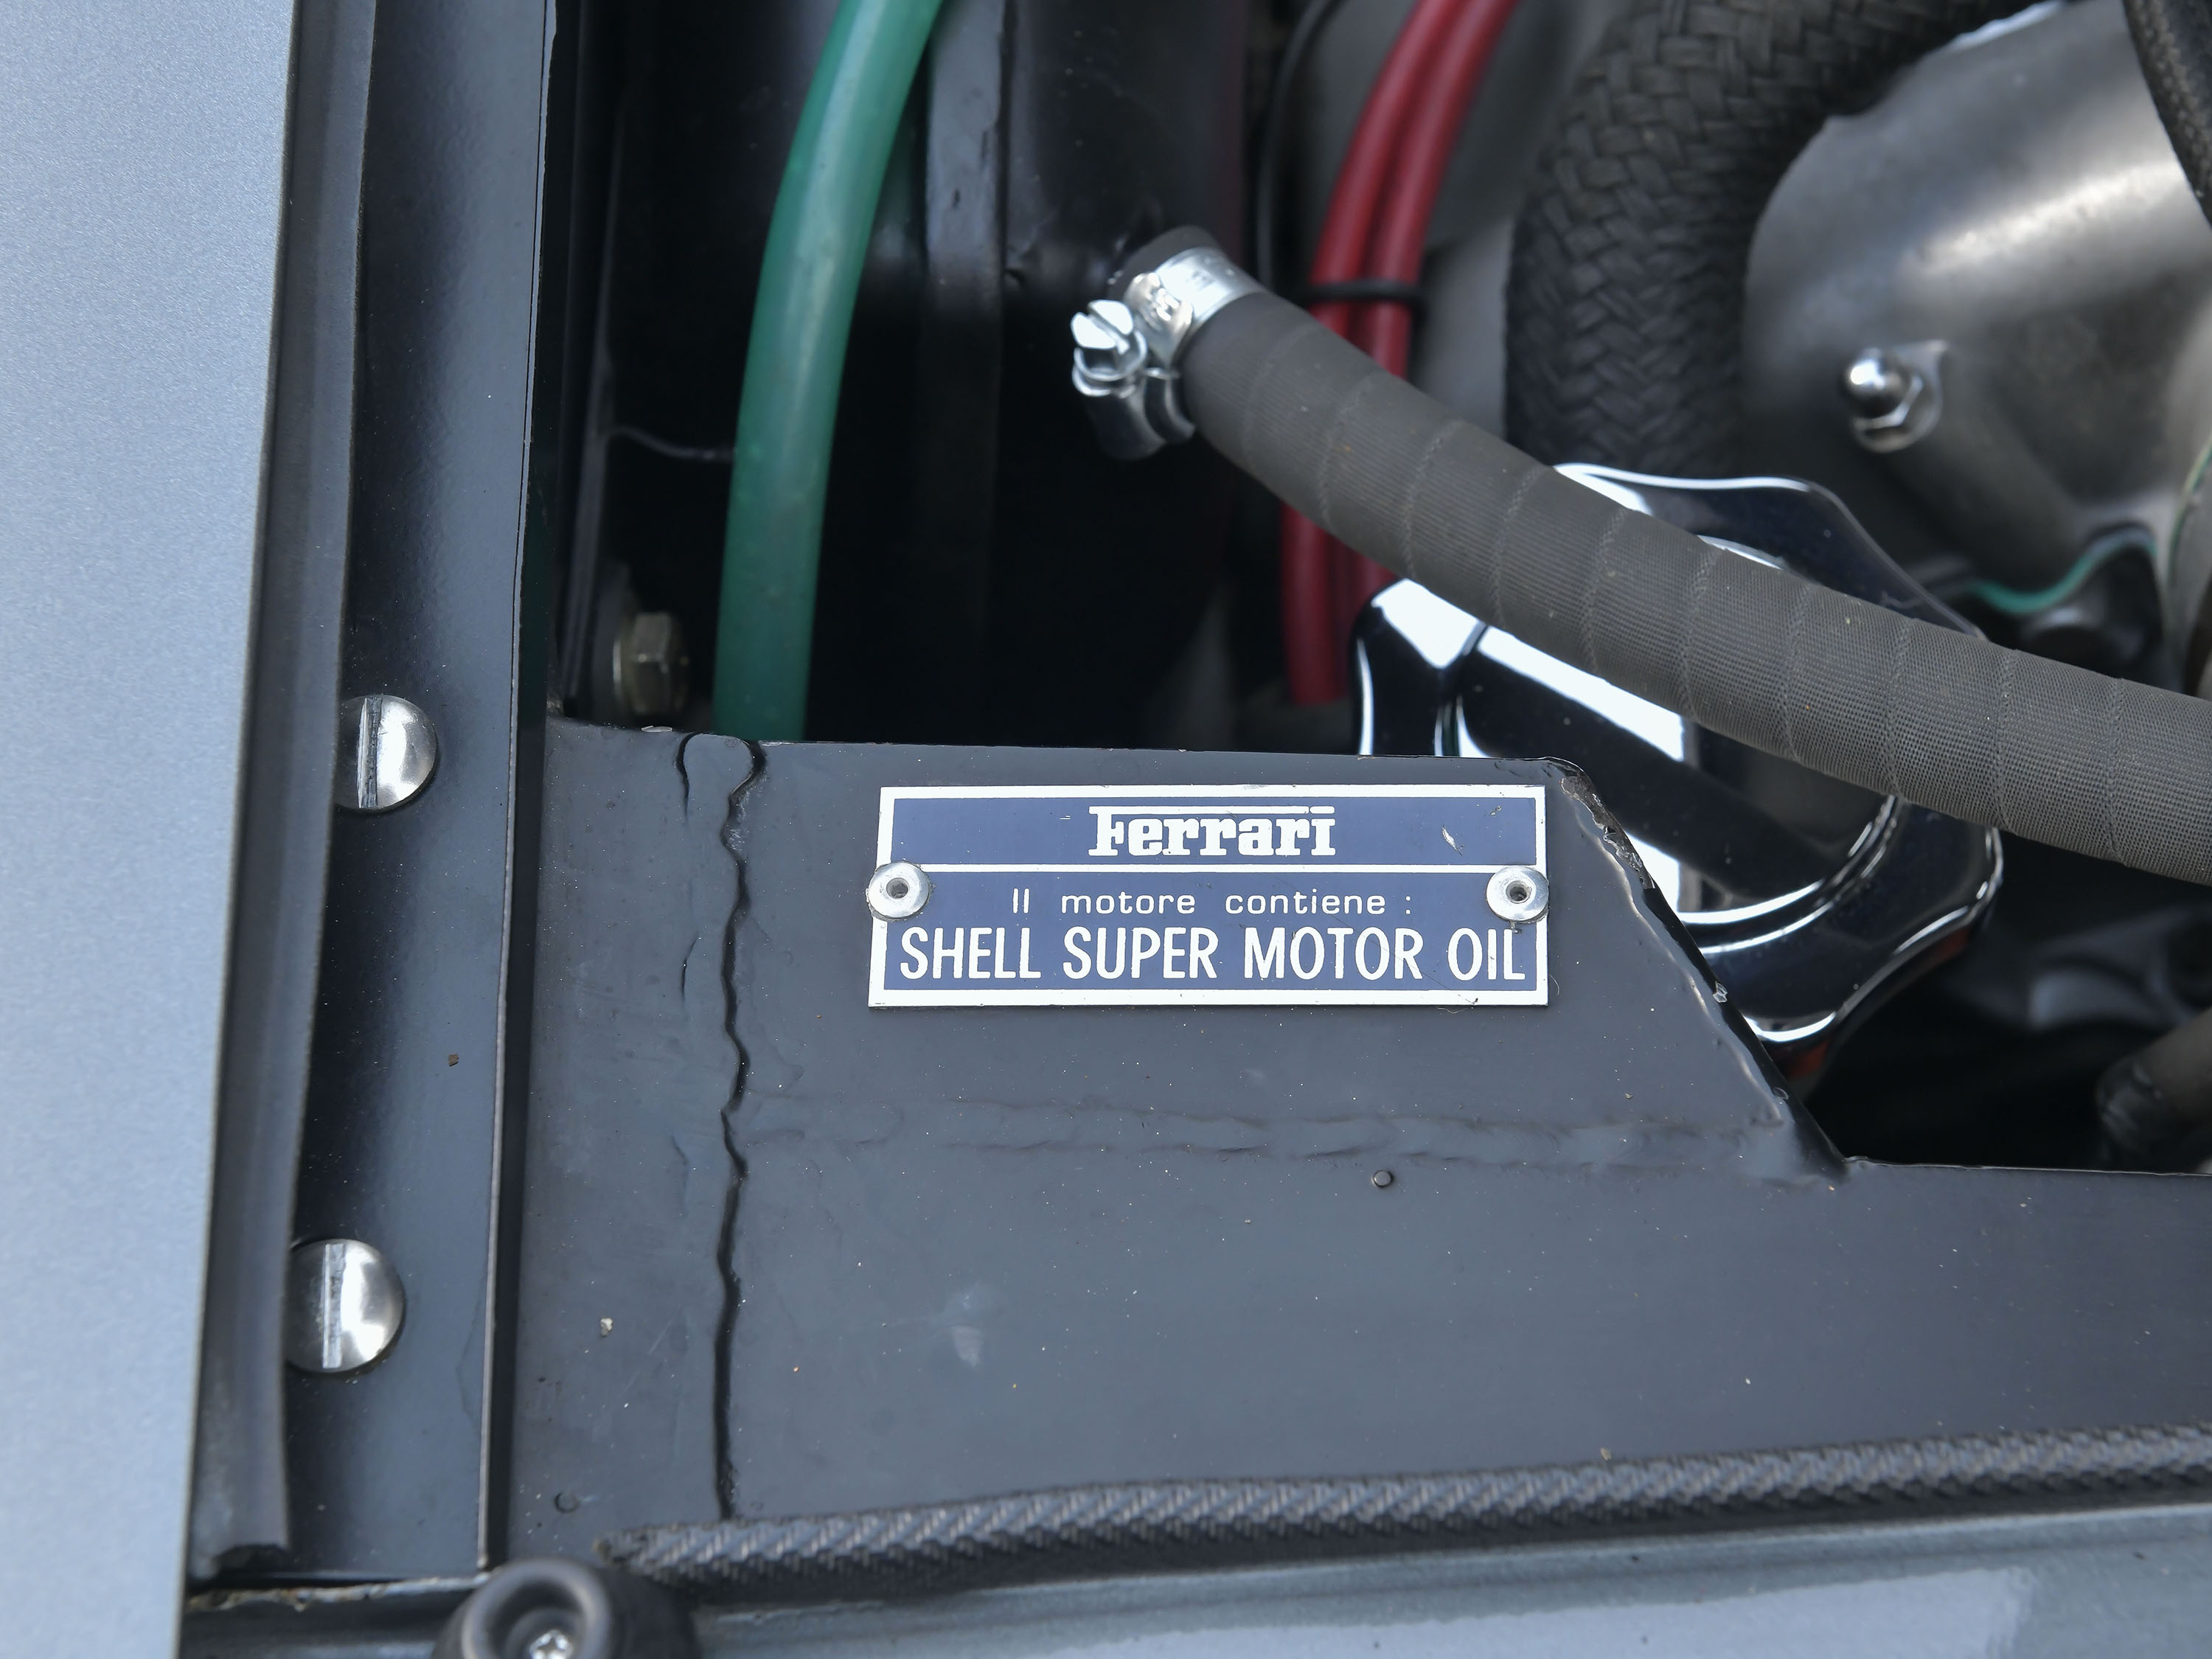 Ferrari
Il motore contiene :
SHELL SUPER MOTOR OIL